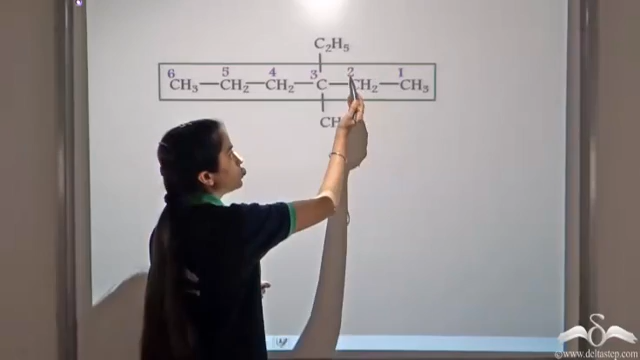 C₂H₅
6 5 4 3 2 1
CH₃—CH₂—CH₂—C—CH₂—CH₃
CH
©www.deltastep.com